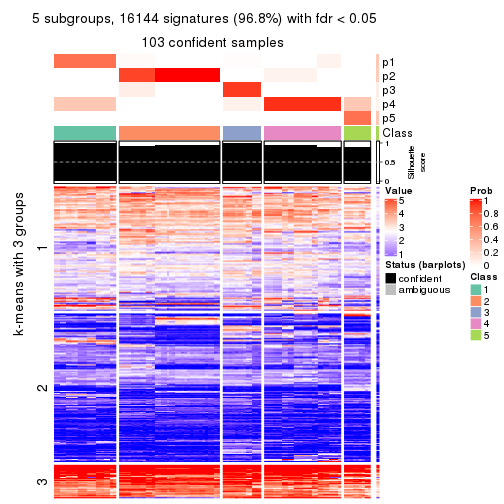 5 subgroups, 16144 signatures (96.8%) with fdr < 0.05
103 confident samples
p1
p2
p3
p4
p5
Class
1
0.5
0
Silhouette
score
k-means with 3 groups
1
2
3
Value
5
4
3
2
1
Status (barplots)
confident
ambiguous
Prob
1
0.8
0.6
0.4
0.2
0
Class
1
2
3
4
5